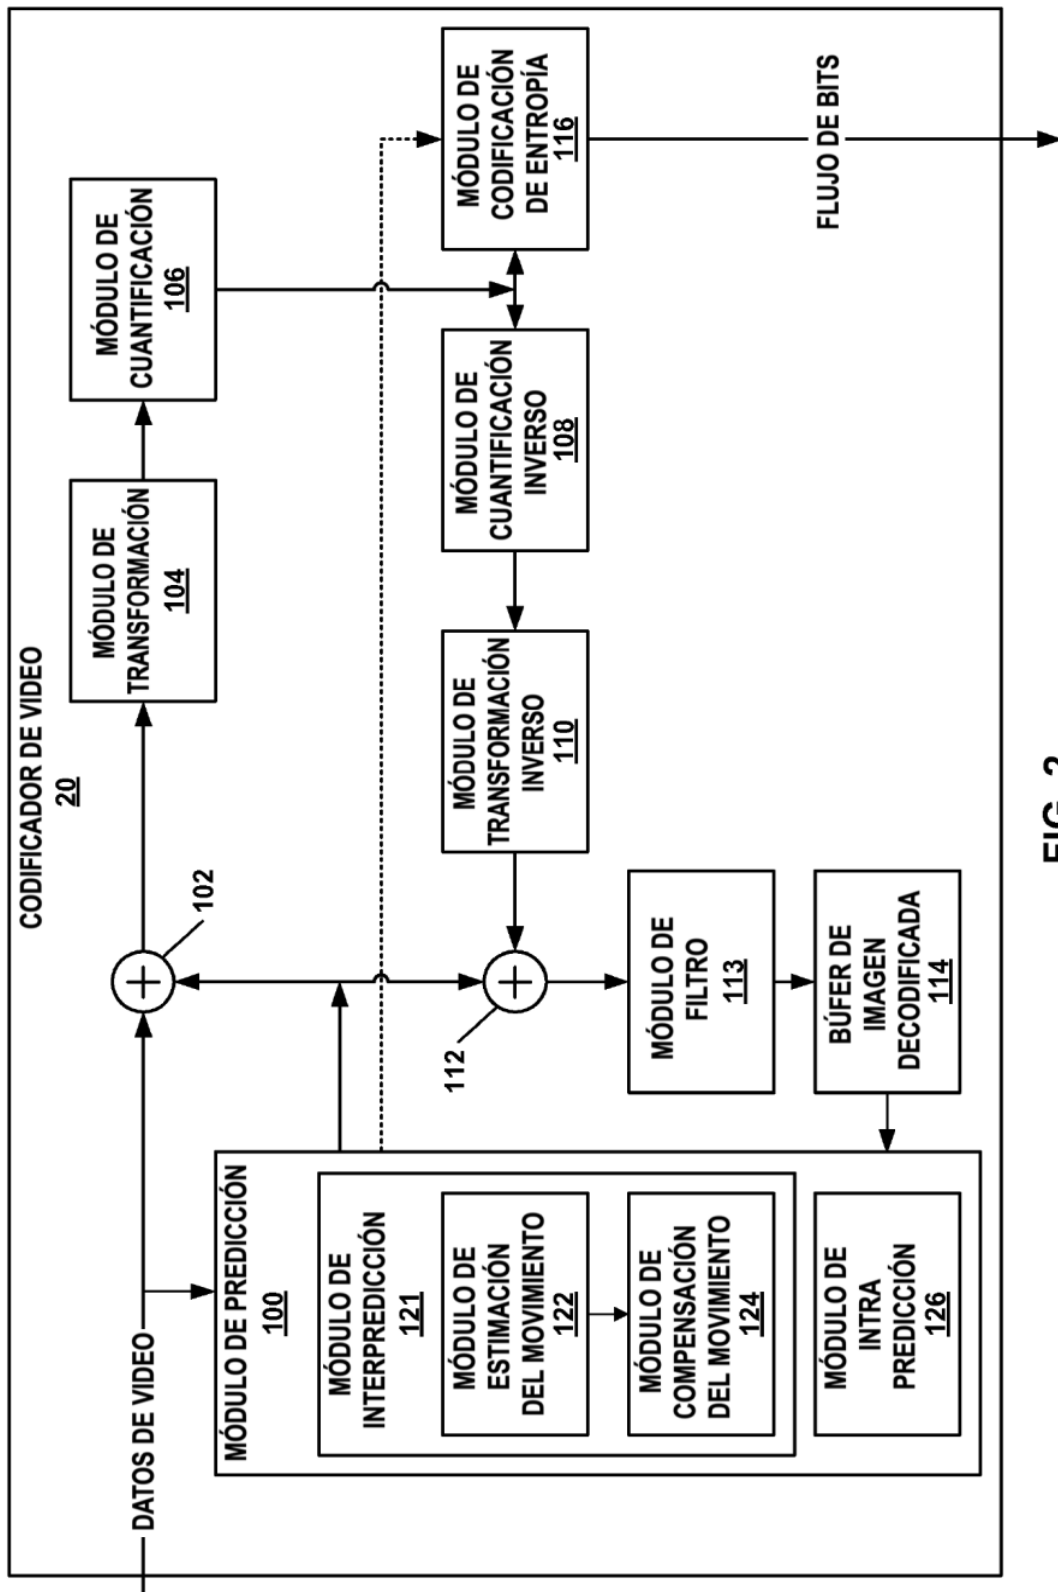 CODIFICADOR DE VIDEO
20
DATOS DE VIDEO
102
MÓDULO DE
TRANSFORMACIÓN
104
MÓDULO DE
CUANTIFICACIÓN
106
MÓDULO DE PREDICCIÓN
100
MÓDULO DE
INTERPREDICCIÓN
121
MÓDULO DE
ESTIMACIÓN
DEL MOVIMIENTO
122
MÓDULO DE
COMPENSACIÓN
DEL MOVIMIENTO
124
MÓDULO DE
INTRA
PREDICCIÓN
126
112
MÓDULO DE
TRANSFORMACIÓN
INVERSO
110
MÓDULO DE
CUANTIFICACIÓN
INVERSO
108
MÓDULO DE
CODIFICACIÓN
DE ENTROPÍA
116
MÓDULO DE
FILTRO
113
BÚFER DE
IMAGEN
DECODIFICADA
114
FLUJO DE BITS
FIG. 2